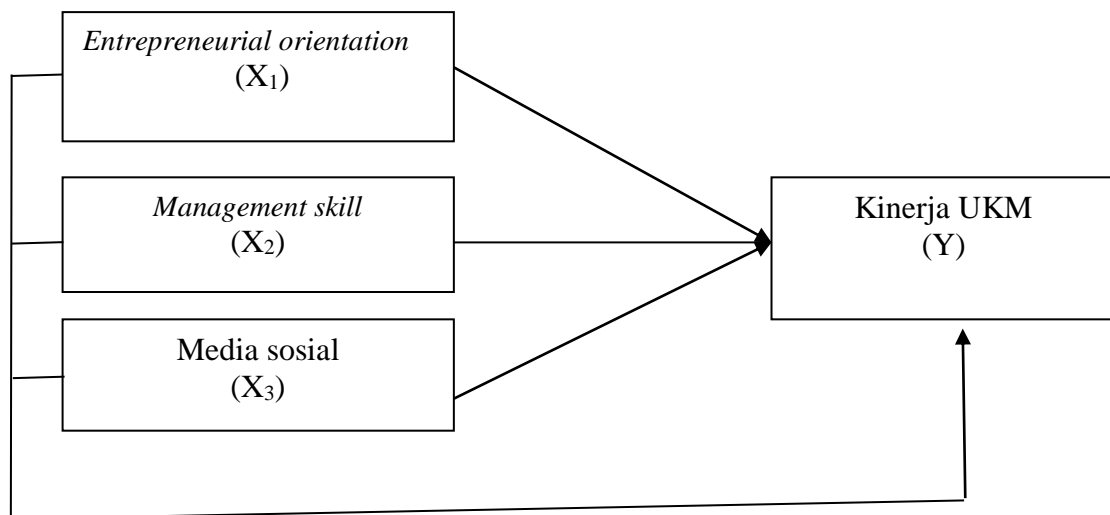 Entrepreneurial orientation
(X₁)
Management skill
(X₂)
Media sosial
(X₃)
Kinerja UKM
(Y)